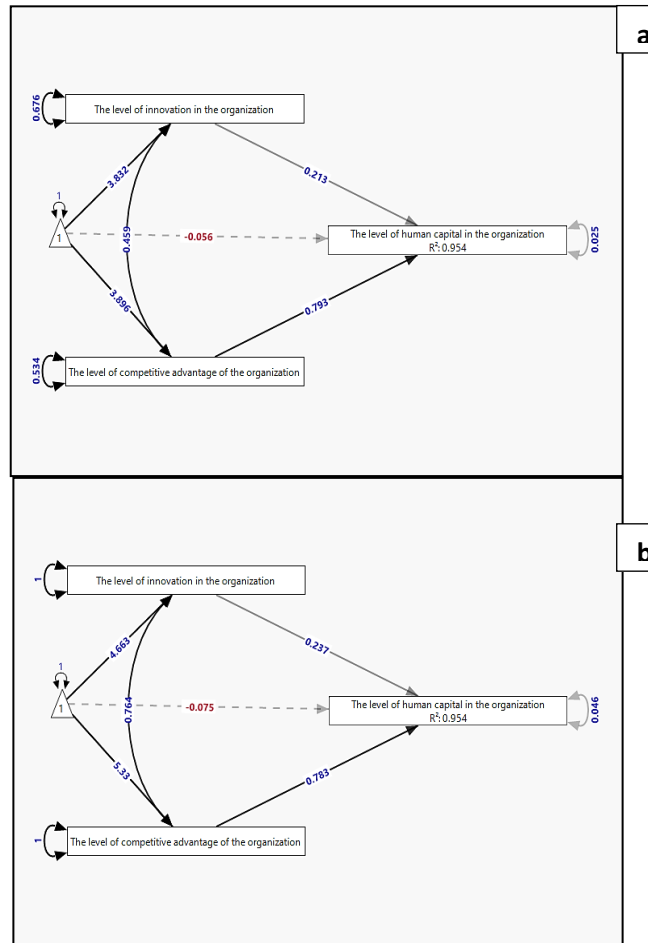 a
0.676
The level of innovation in the organization
3.832
0.213
1
1
0.459
-0.056
The level of human capital in the organization
R²: 0.954
0.025
3.896
0.793
0.534
The level of competitive advantage of the organization
b
1
The level of innovation in the organization
4.663
0.237
1
1
0.764
-0.075
The level of human capital in the organization
R²: 0.954
0.046
5.33
0.783
1
The level of competitive advantage of the organization